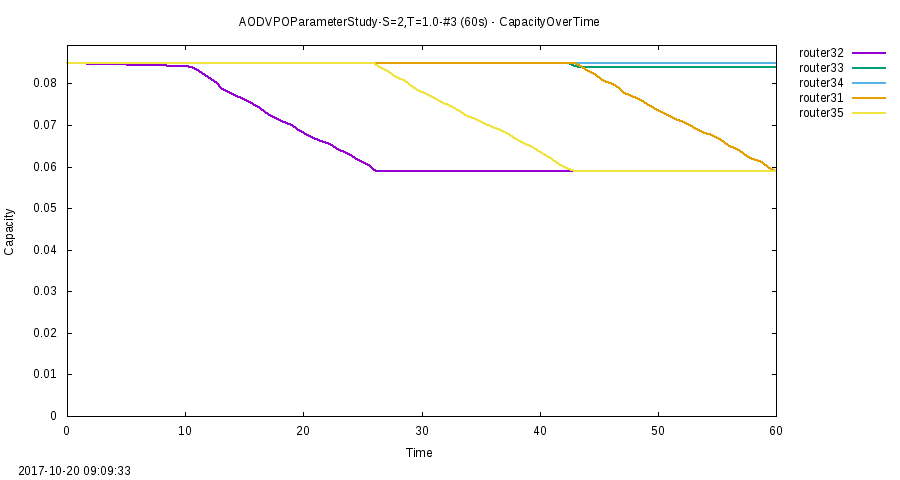 AODVPOParameterStudy-S=2,T=1.0-#3 (60s) - CapacityOverTime
router32
router33
router34
router31
router35
0.08
0.07
0.06
0.05
0.04
0.03
0.02
0.01
0
Capacity
0 10 20 30 40 50 60
Time
2017-10-20 09:09:33